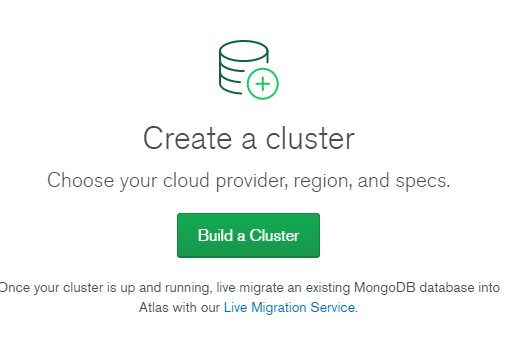 Create a cluster
Choose your cloud provider, region, and specs.
Build a Cluster
Once your cluster is up and running, live migrate an existing MongoDB database into
Atlas with our Live Migration Service.